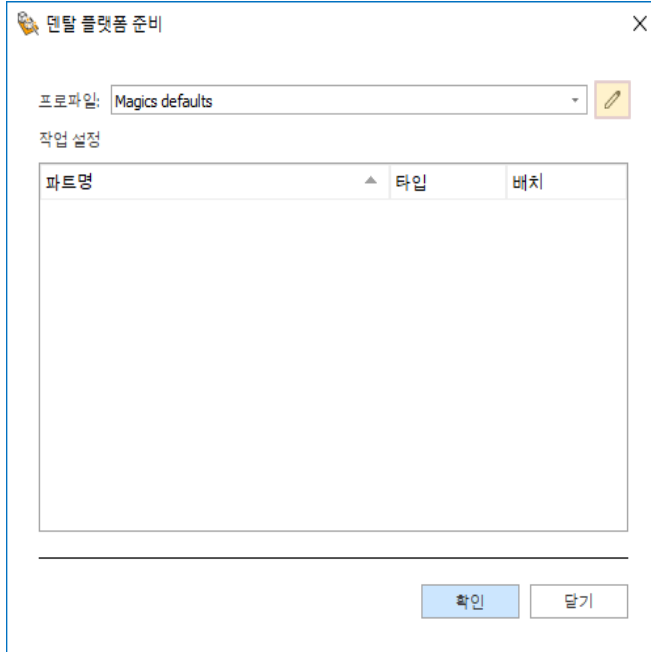 덴탈 플랫폼 준비
프로파일: Magics defaults
작업 설정
파트명 타입 배치
확인 닫기